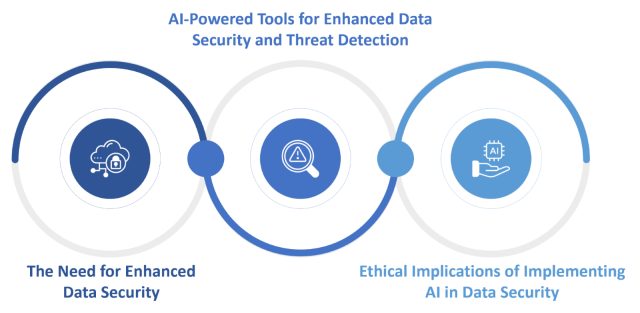 AI-Powered Tools for Enhanced Data
Security and Threat Detection
AI
The Need for Enhanced
Data Security
Ethical Implications of Implementing
AI in Data Security